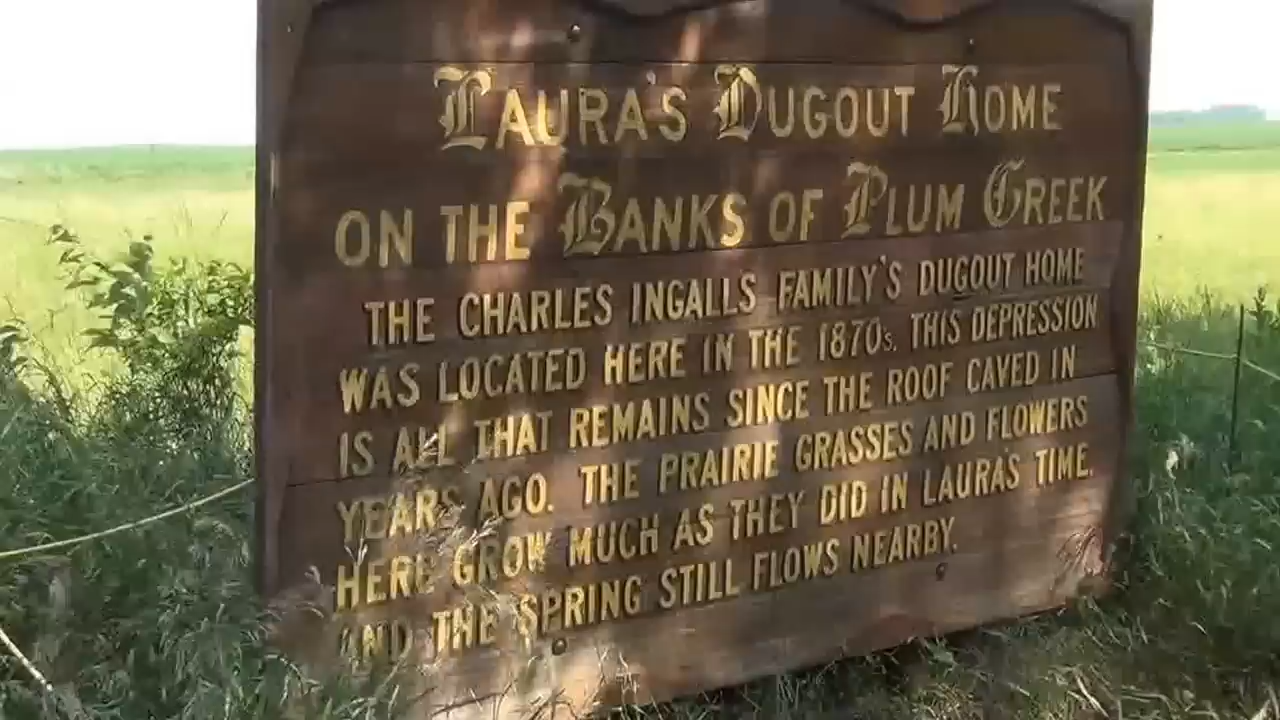 LAURA'S DUGOUT HOME
ON THE BANKS OF PLUM CREEK
THE CHARLES INGALLS FAMILY'S DUGOUT HOME
WAS LOCATED HERE IN THE 1870s. THIS DEPRESSION
IS ALL THAT REMAINS SINCE THE ROOF CAVED IN
YEARS AGO. THE PRAIRIE GRASSES AND FLOWERS
HERE GROW MUCH AS THEY DID IN LAURA'S TIME.
AND THE SPRING STILL FLOWS NEARBY.